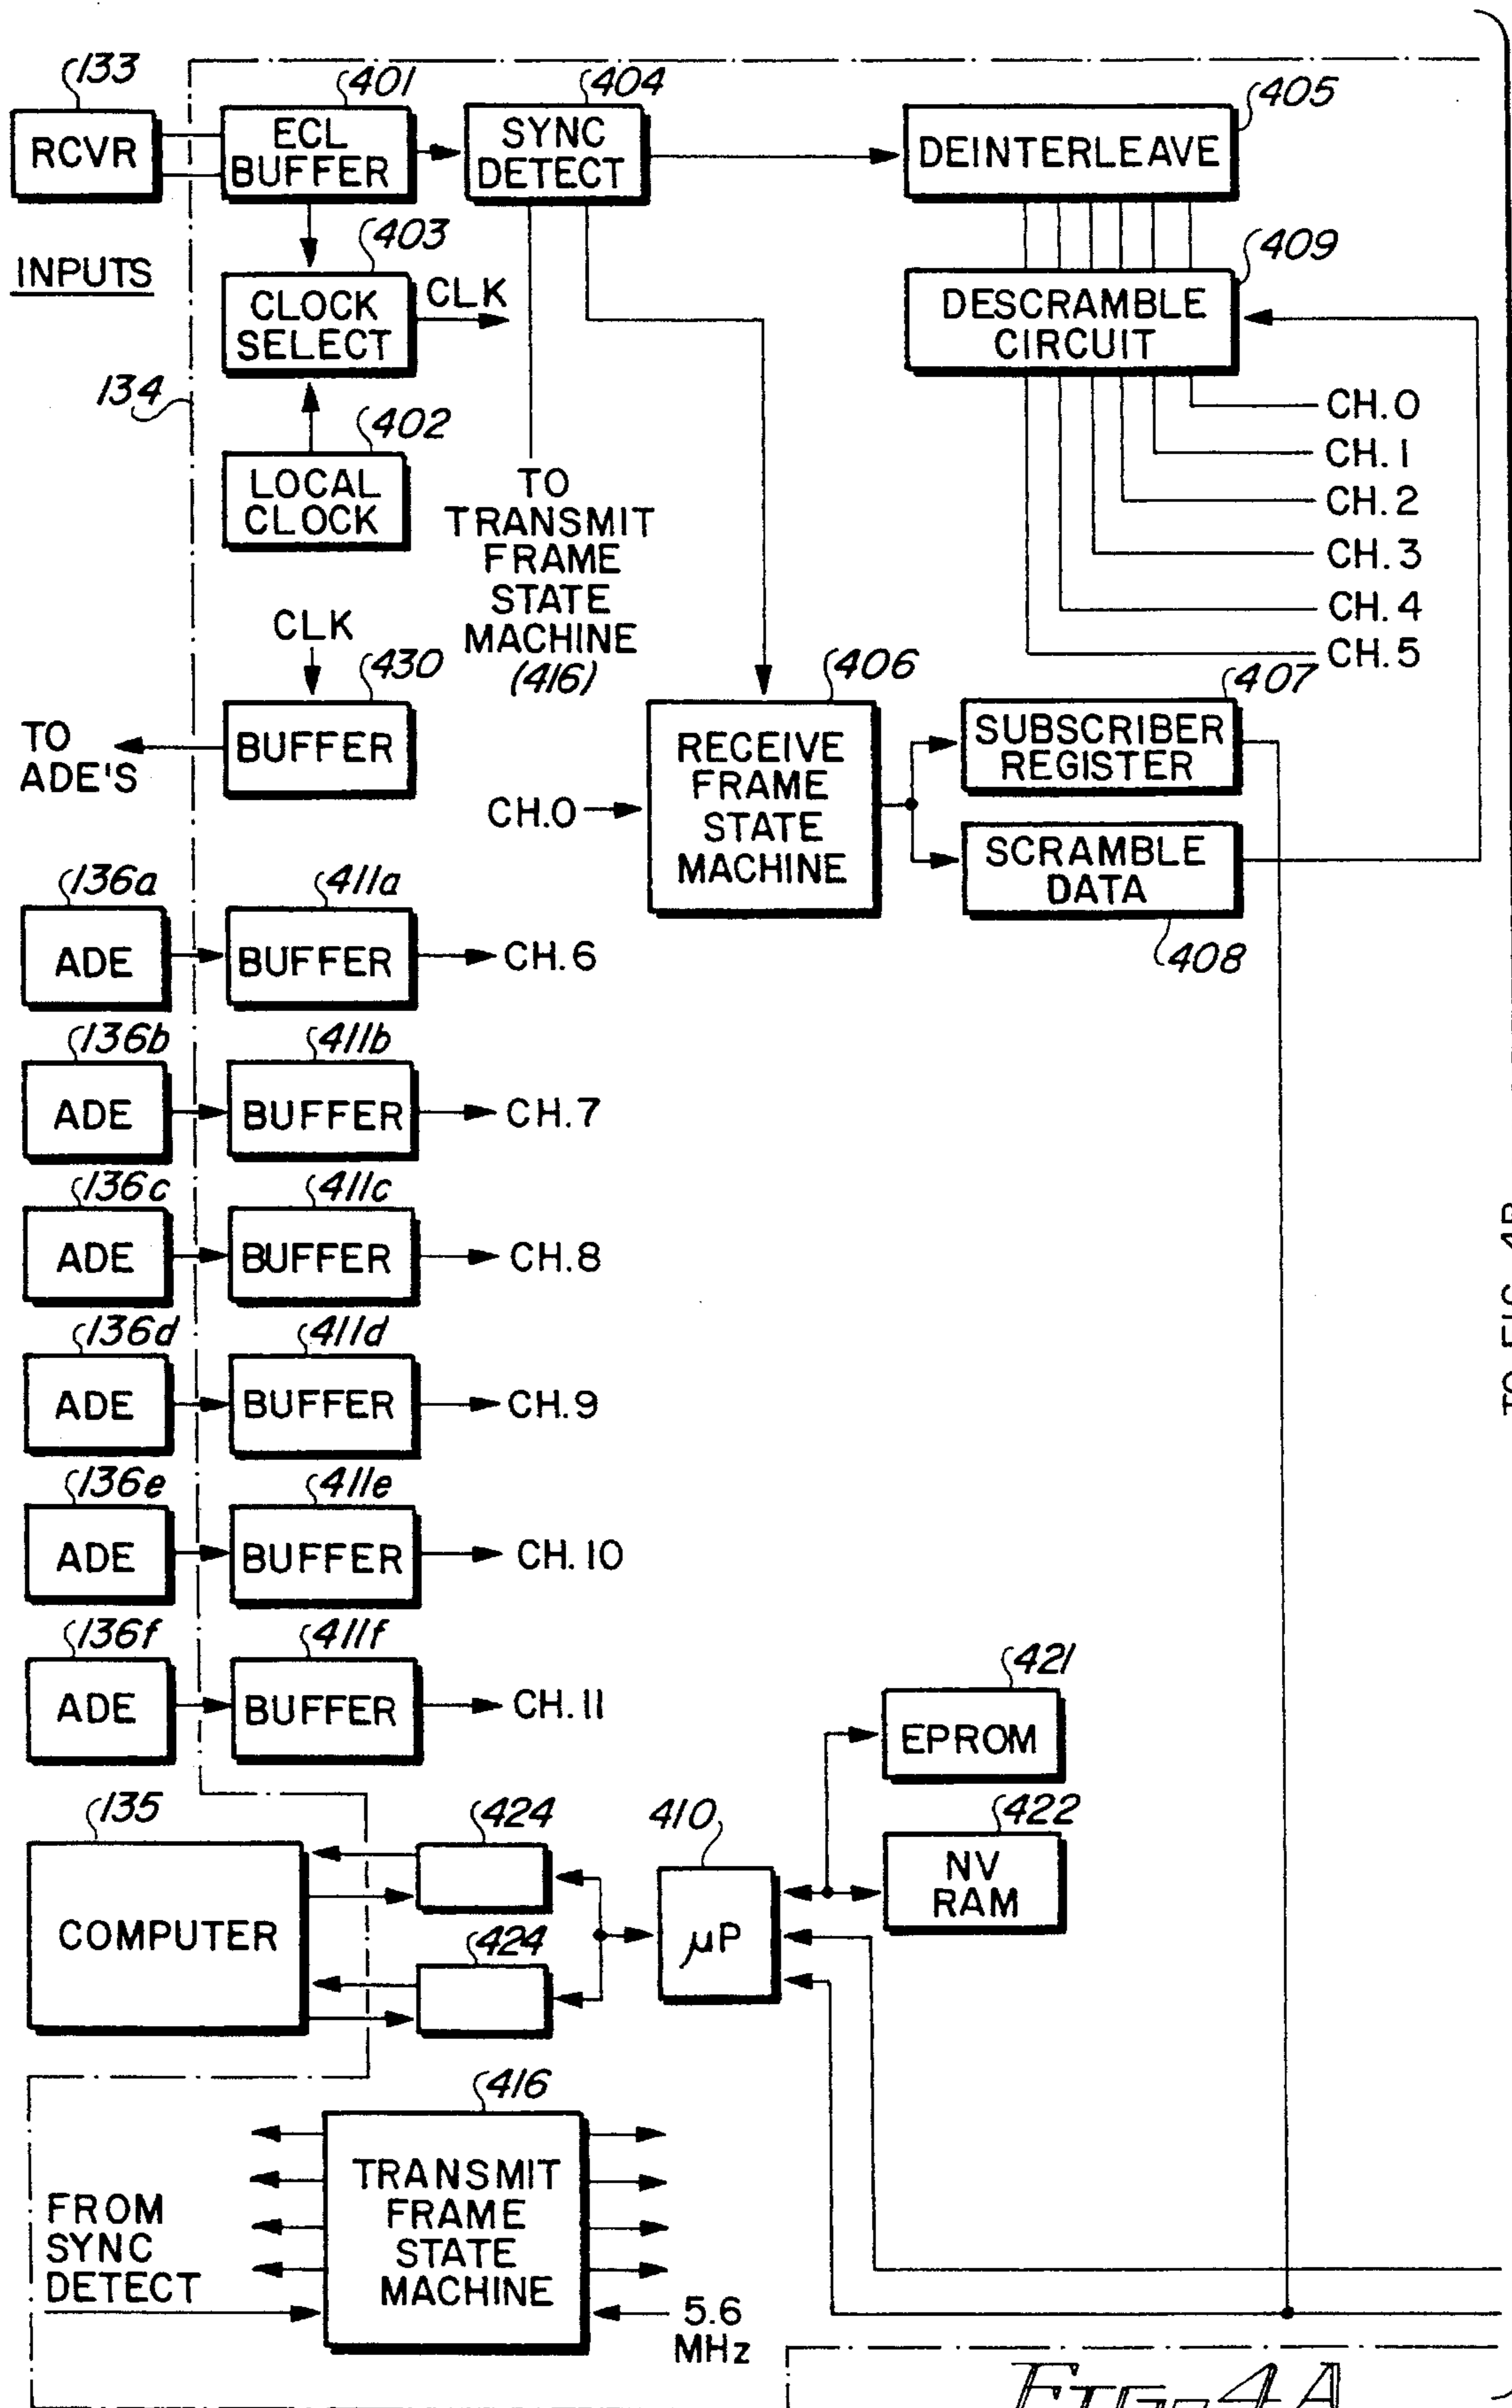 133
RCVR
401
ECL
BUFFER
404
SYNC
DETECT
405
DEINTERLEAVE
INPUTS
403
CLOCK
SELECT
CLK
409
DESCRAMBLE
CIRCUIT
134
402
LOCAL
CLOCK
TO
TRANSMIT
FRAME
STATE
MACHINE
(416)
CH.0
CH.1
CH.2
CH.3
CH.4
CH.5
CLK
430
BUFFER
TO
ADE'S
406
CH.0
RECEIVE
FRAME
STATE
MACHINE
407
SUBSCRIBER
REGISTER
SCRAMBLE
DATA
408
136a
ADE
411a
BUFFER
CH.6
136b
ADE
411b
BUFFER
CH.7
136c
ADE
411c
BUFFER
CH.8
136d
ADE
411d
BUFFER
CH.9
136e
ADE
411e
BUFFER
CH.10
136f
ADE
411f
BUFFER
CH.11
421
EPROM
422
NV
RAM
135
COMPUTER
424
424
410
μP
416
TRANSMIT
FRAME
STATE
MACHINE
FROM
SYNC
DETECT
5.6
MHz
TO FIG. 4B
FIG. 4A